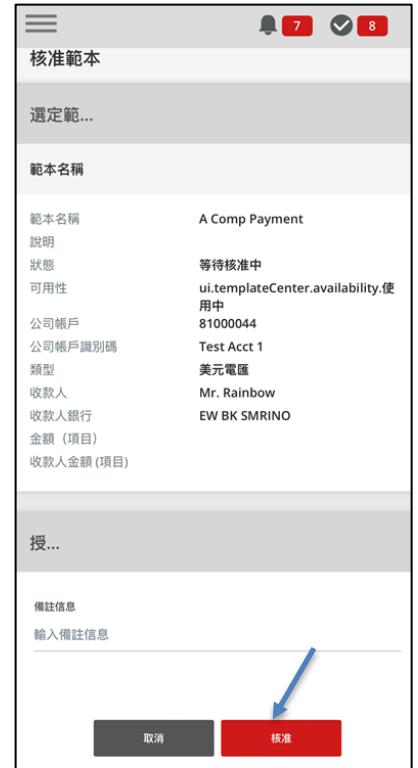 7 8
核准範本
選定範...
範本名稱
範本名稱 A Comp Payment
說明
狀態 等待核准中
可用性 ui.templateCenter.availability.使
用中
公司帳戶 81000044
公司帳戶識別碼 Test Acct 1
類型 美元電匯
收款人 Mr. Rainbow
收款人銀行 EW BK SMRINO
金額（項目）
收款人金額 (項目)
授...
備註信息
輸入備註信息
取消 核准